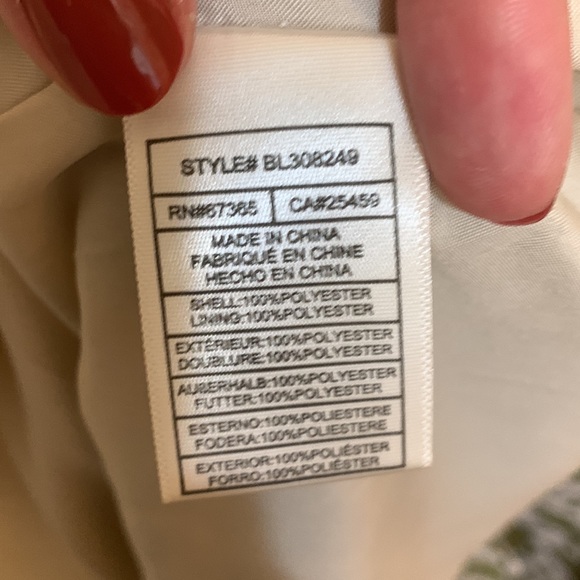 STYLE# BL308249
RN#67365 CA#25459
MADE IN CHINA
FABRIQUÉ EN CHINE
HECHO EN CHINA
SHELL:100%POLYESTER
LINING:100%POLYESTER
EXTÉRIEUR:100%POLYESTER
DOUBLURE:100%POLYESTER
AUßERHALB:100%POLYESTER
FUTTER:100%POLYESTER
ESTERNO:100%POLIESTERE
FODERA:100%POLIESTERE
EXTERIOR:100%POLIÉSTER
FORRO:100%POLIÉSTER